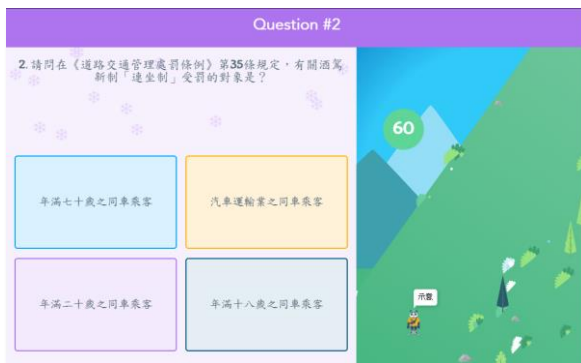 Question #2
2. 請問在《道路交通管理處罰條例》第35條規定，有關酒駕
新制「連坐制」受罰的對象是？
60
年滿七十歲之同車乘客
汽車運輸業之同車乘客
年滿二十歲之同車乘客
年滿十八歲之同車乘客
示意